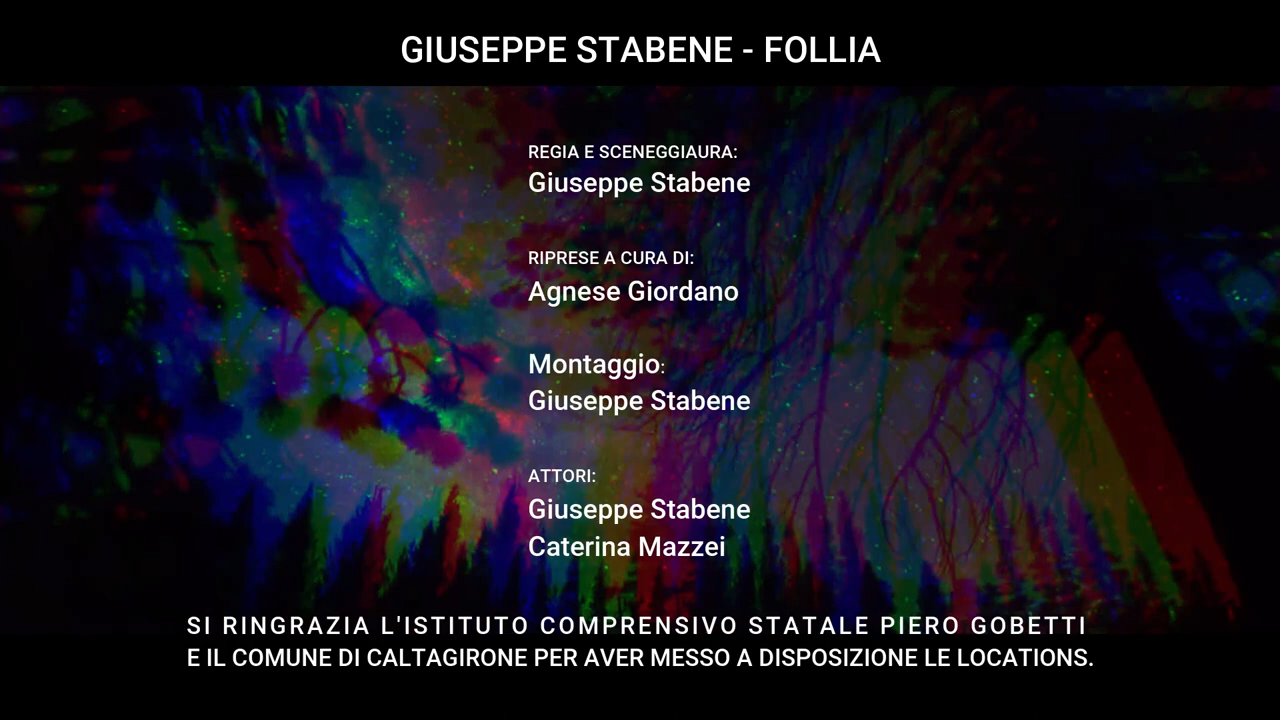 GIUSEPPE STABENE - FOLLIA
REGIA E SCENEGGIAURA:
Giuseppe Stabene
RIPRESE A CURA DI:
Agnese Giordano
Montaggio:
Giuseppe Stabene
ATTORI:
Giuseppe Stabene
Caterina Mazzei
SI RINGRAZIA L'ISTITUTO COMPRENSIVO STATALE PIERO GOBETTI
E IL COMUNE DI CALTAGIRONE PER AVER MESSO A DISPOSIZIONE LE LOCATIONS.